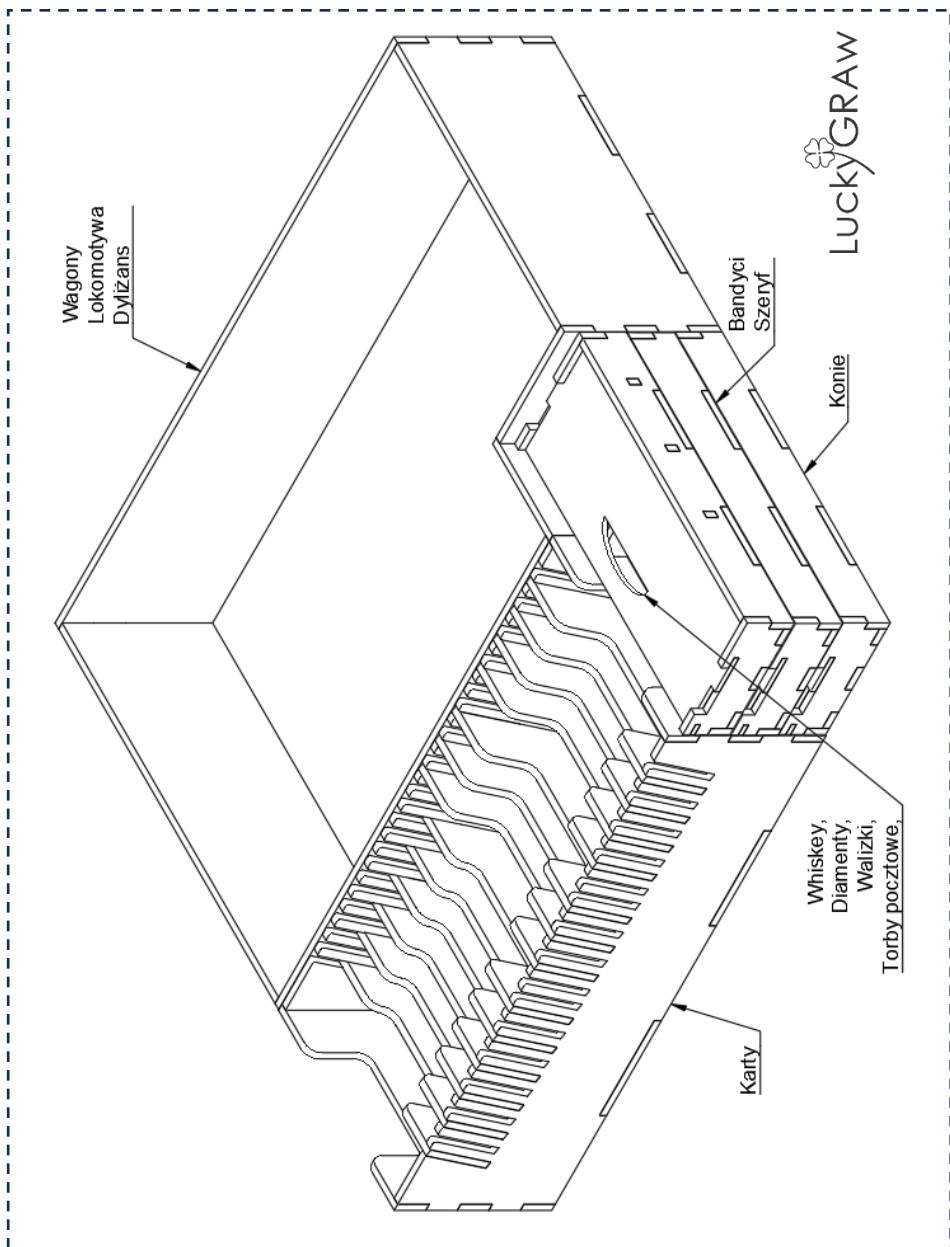 Wagony
Lokomotywa
Dyliżans
LuckyGRAW
Bandyci
Szeryf
Konie
Whiskey,
Diamenty,
Walizki,
Torby pocztowe,
Karty